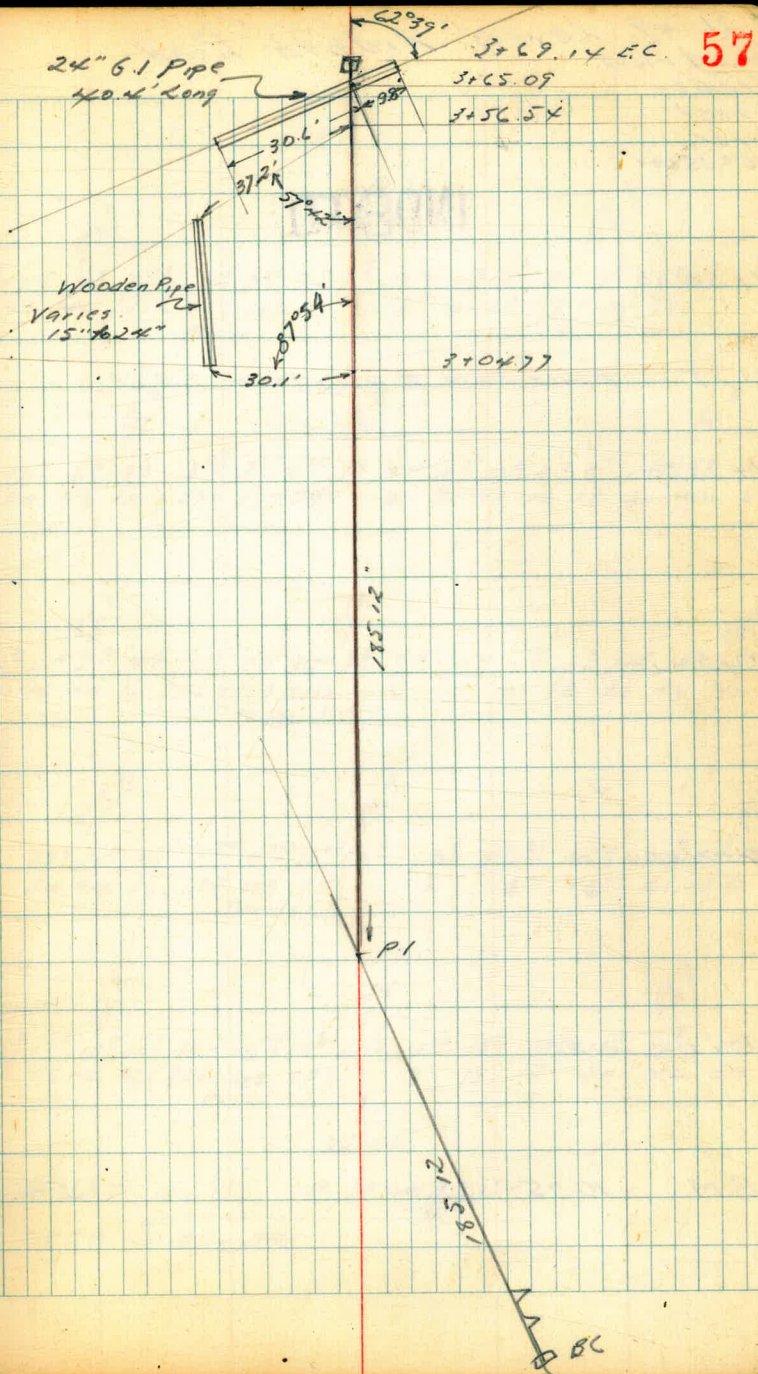 57
62°39'
24" G.I Pipe
40.4' Long
3+69.14 E.C.
3+65.09
3+56.54
9.8'
30.6'
37.2'
57°42'
Wooden Pipe
Varies
15" to 24"
87°54'
30.1'
3+04.77
185.12"
PI
185.12
BC